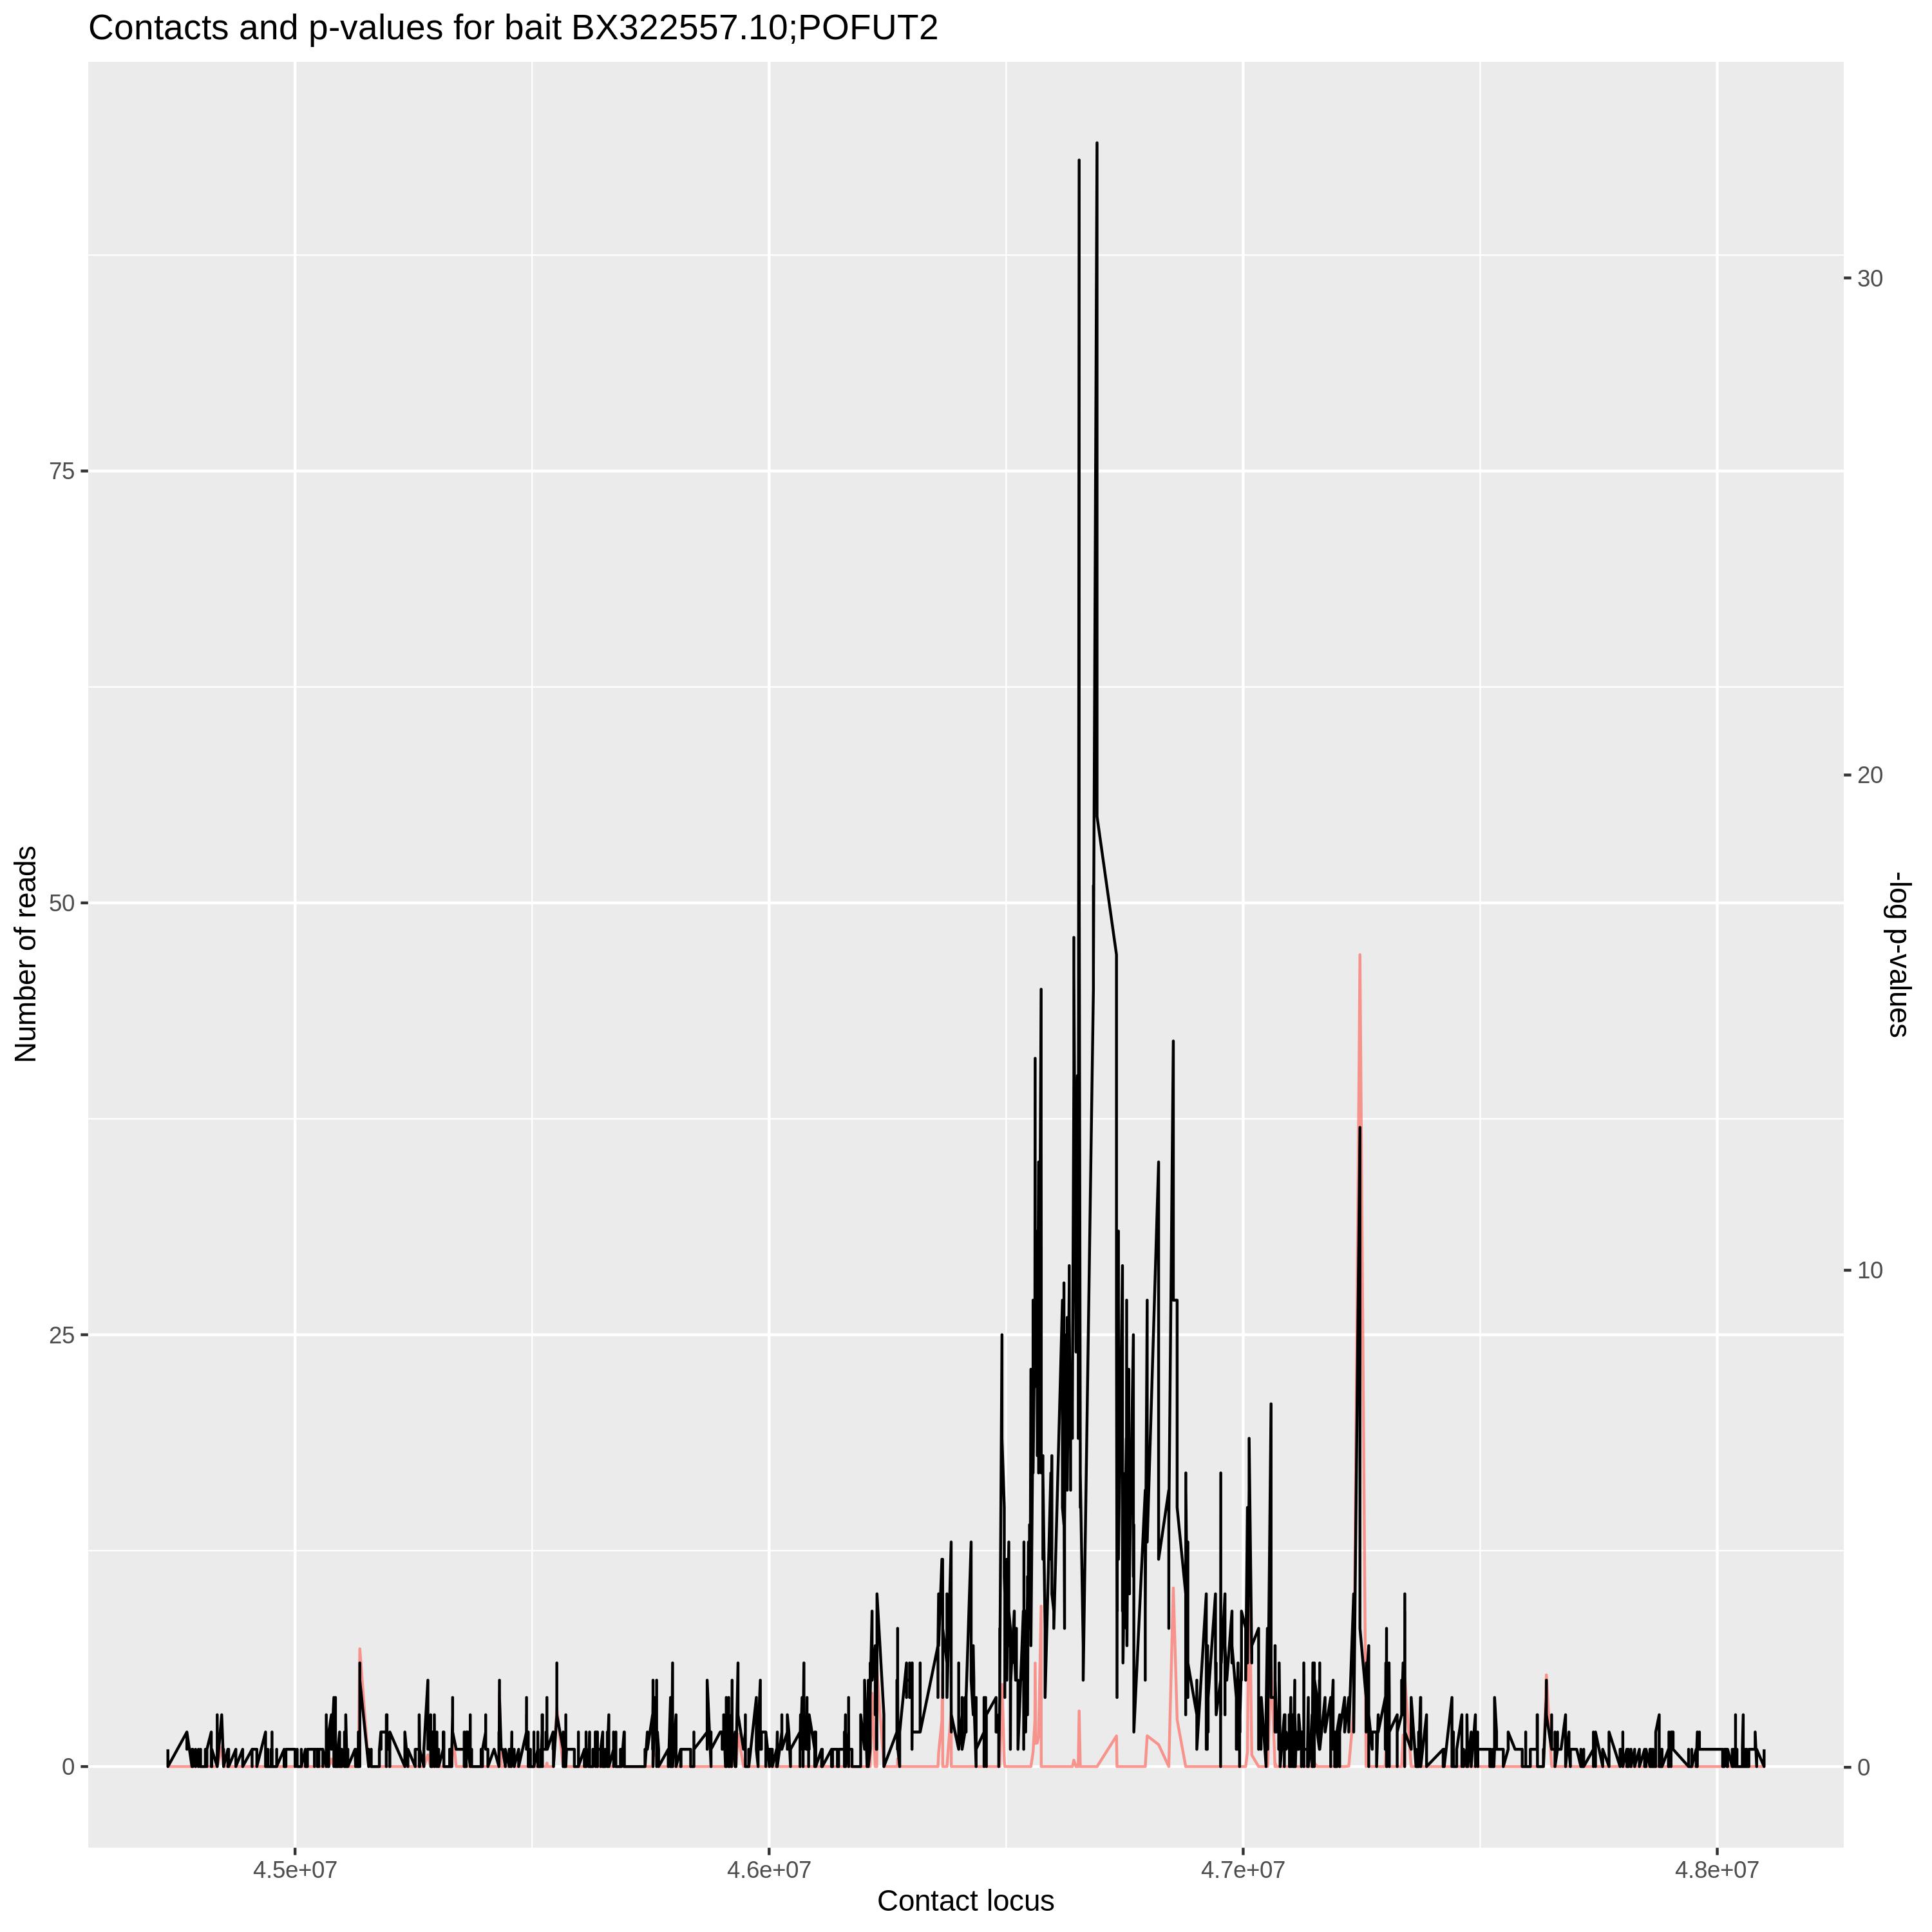 Contacts and p-values for bait BX322557.10;POFUT2
Number of reads
75
50
25
0
30
20
10
0
-log p-values
4.5e+07 4.6e+07 4.7e+07 4.8e+07
Contact locus